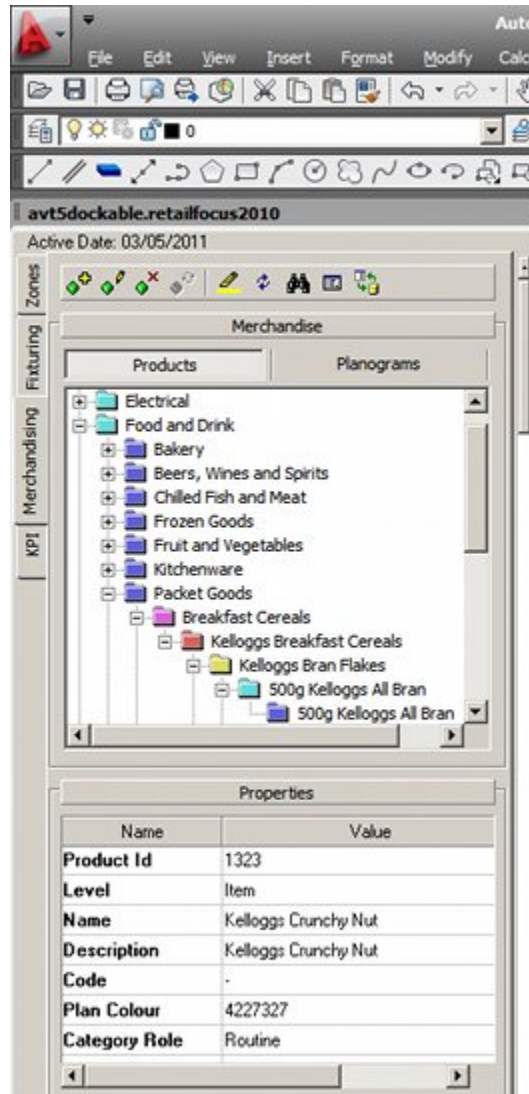 Auto
File Edit View Insert Format Modify Calc
0
avt5dockable.retailfocus2010
Active Date: 03/05/2011
Zones
Fixturing
Merchandising
KPI
Merchandise
Products Planograms
Electrical
Food and Drink
Bakery
Beers, Wines and Spirits
Chilled Fish and Meat
Frozen Goods
Fruit and Vegetables
Kitchenware
Packet Goods
Breakfast Cereals
Kelloggs Breakfast Cereals
Kelloggs Bran Flakes
500g Kelloggs All Bran
500g Kelloggs All Bran
Properties
Name Value
Product Id 1323
Level Item
Name Kelloggs Crunchy Nut
Description Kelloggs Crunchy Nut
Code -
Plan Colour 4227327
Category Role Routine